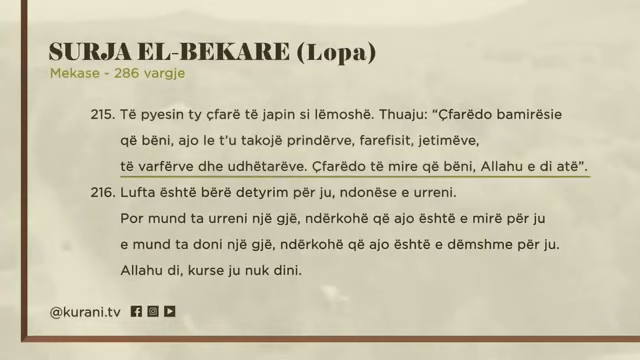 SURJA EL-BEKARE (Lopa)
Mekase - 286 vargje
215. Të pyesin ty çfarë të japin si lëmoshë. Thuaju: “Çfarëdo bamirësie
që bëni, ajo le t’u takojë prindërve, farefisit, jetimëve,
të varfërve dhe udhëtarëve. Çfarëdo të mire që bëni, Allahu e di atë”.
216. Lufta është bërë detyrim për ju, ndonëse e urreni.
Por mund ta urreni një gjë, ndërkohë që ajo është e mirë për ju
e mund ta doni një gjë, ndërkohë që ajo është e dëmshme për ju.
Allahu di, kurse ju nuk dini.
@kurani.tv